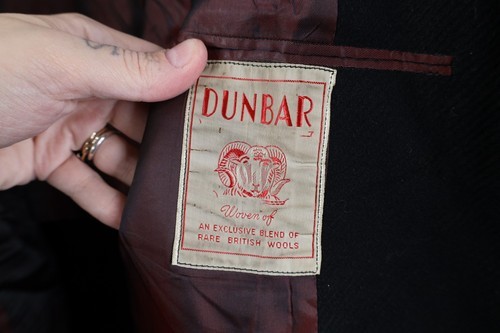 DUNBAR
Woven of
AN EXCLUSIVE BLEND OF
RARE BRITISH WOOLS